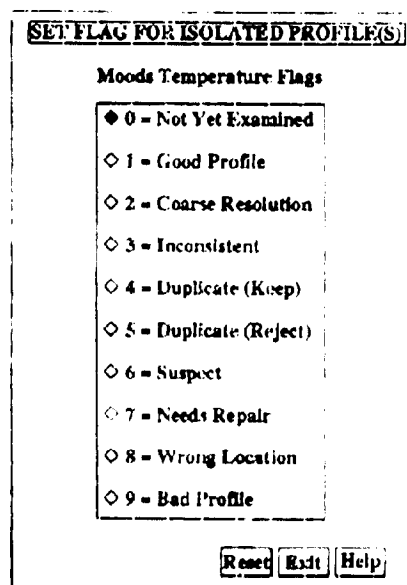 SET FLAG FOR ISOLATED PROFILE(S)
Moods Temperature Flags
0 = Not Yet Examined
1 = Good Profile
2 = Coarse Resolution
3 = Inconsistent
4 = Duplicate (Keep)
5 = Duplicate (Reject)
6 = Suspect
7 = Needs Repair
8 = Wrong Location
9 = Bad Profile
Reset Exit Help